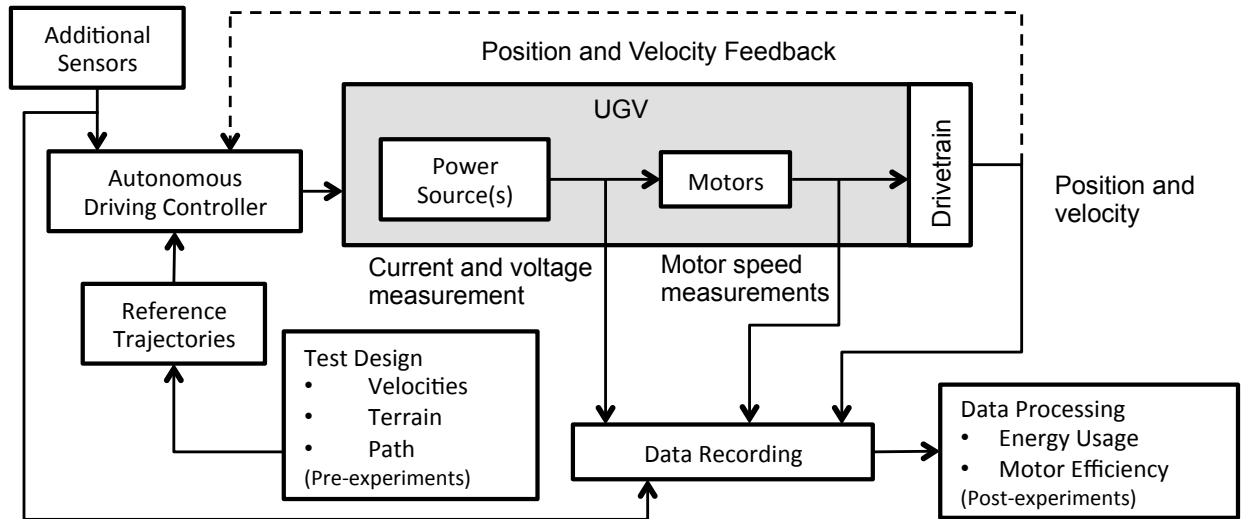 Additional
Sensors
Position and Velocity Feedback
UGV
Autonomous
Driving Controller
Power
Source(s)
Motors
Drivetrain
Position and
velocity
Current and voltage
measurement
Motor speed
measurements
Reference
Trajectories
Test Design
• Velocities
• Terrain
• Path
(Pre-experiments)
Data Recording
Data Processing
• Energy Usage
• Motor Efficiency
(Post-experiments)